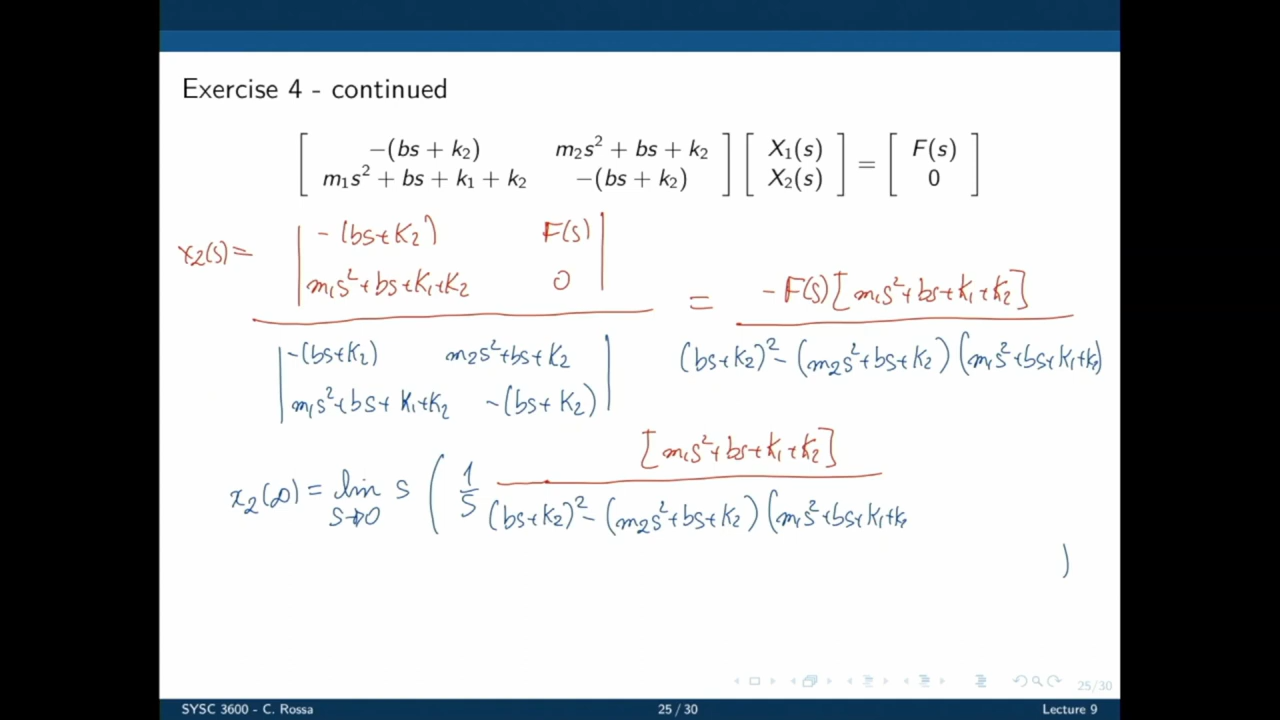 Exercise 4 - continued
[ -(bs + k₂)   m₂s² + bs + k₂ ] [ X₁(s) ] = [ F(s) ]
[ m₁s² + bs + k₁ + k₂   -(bs + k₂) ] [ X₂(s) ]   [ 0 ]
x₂(s) = | -(bs+k₂)   F(s) |
| m₁s²+bs+k₁+k₂   0 | = -F(s)[m₁s²+bs+k₁+k₂]
| -(bs+k₂)   m₂s²+bs+k₂ |   (bs+k₂)² - (m₂s²+bs+k₂)(m₁s²+bs+k₁+k₂)
| m₁s²+bs+k₁+k₂   -(bs+k₂) |
[m₁s²+bs+k₁+k₂]
x₂(∞) = lim s→0 s ( 1/s
(bs+k₂)² - (m₂s²+bs+k₂)(m₁s²+bs+k₁+k₂
)
25/30
SYSC 3600 - C. Rossa 25 / 30 Lecture 9